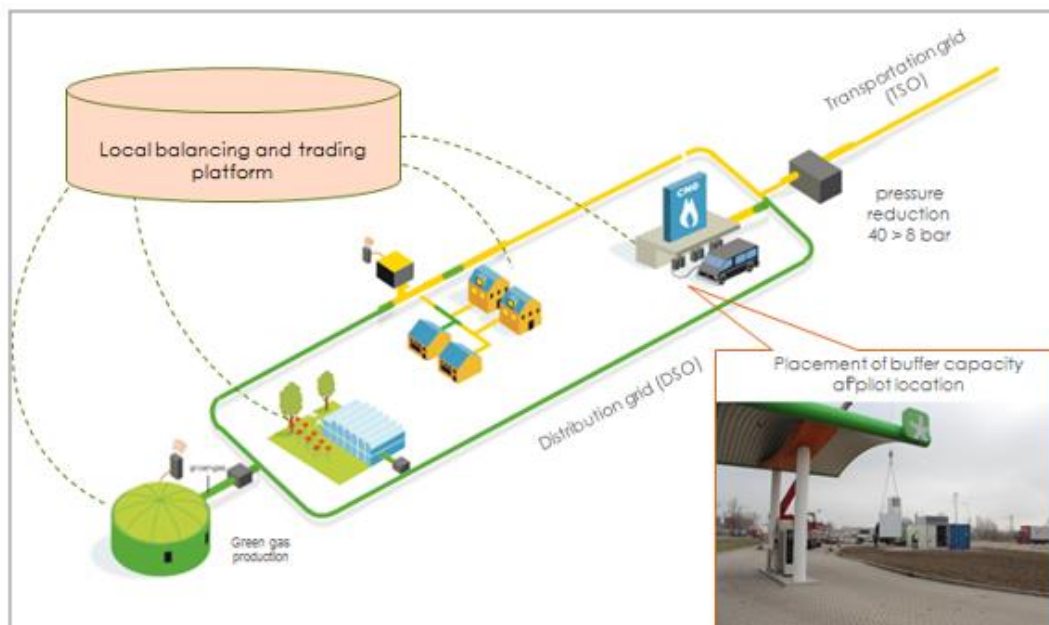 Local balancing and trading
platform
Transportation grid
(TSO)
CNG
pressure
reduction
40 > 8 bar
Distribution grid (DSO)
greengas
Green gas
production
Placement of buffer capacity
at pilot location